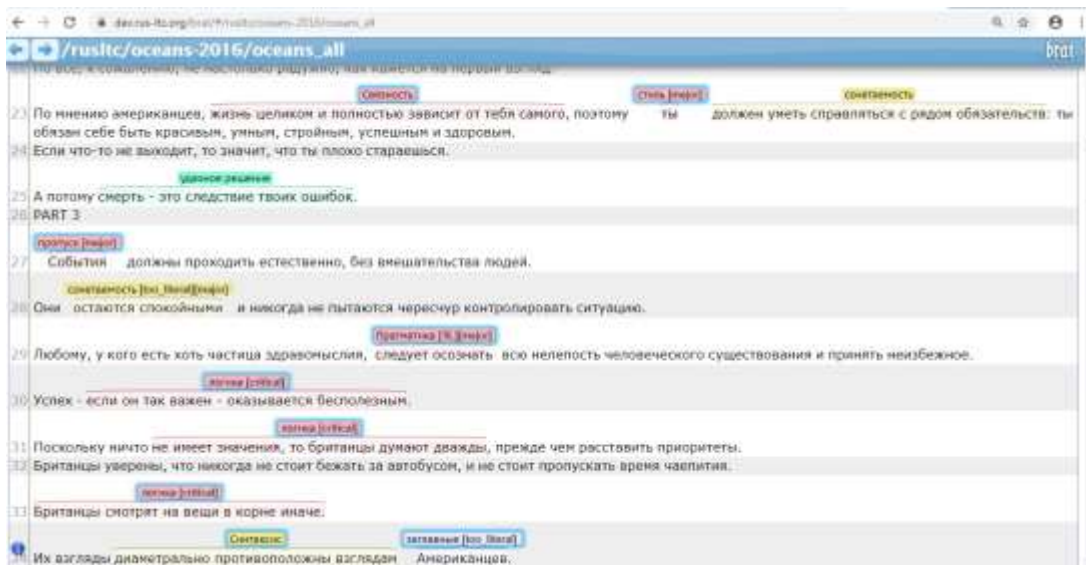 /rusltc/oceans-2016/oceans_all
brat
Связность
стиль [major]
сочетаемость
23 По мнению американцев, жизнь целиком и полностью зависит от тебя самого, поэтому ты должен уметь справляться с рядом обязательств: ты
обязан себе быть красивым, умным, стройным, успешным и здоровым.
24 Если что-то не выходит, то значит, что ты плохо стараешься.
удачное решение
25 А потому смерть - это следствие твоих ошибок.
26 PART 3
пропуск [major]
27 События должны проходить естественно, без вмешательства людей.
сочетаемость [too_literal][major]
28 Они остаются спокойными и никогда не пытаются чересчур контролировать ситуацию.
Прагматика [major]
29 Любому, у кого есть хоть частица здравомыслия, следует осознать всю нелепость человеческого существования и принять неизбежное.
логика [critical]
30 Успех - если он так важен - оказывается бесполезным.
логика [critical]
31 Поскольку ничто не имеет значения, то британцы думают дважды, прежде чем расставить приоритеты.
32 Британцы уверены, что никогда не стоит бежать за автобусом, и не стоит пропускать время чаепития.
логика [critical]
33 Британцы смотрят на вещи в корне иначе.
Синтаксис
заглавные [too_literal]
Их взгляды диаметрально противоположны взглядам Американцев.